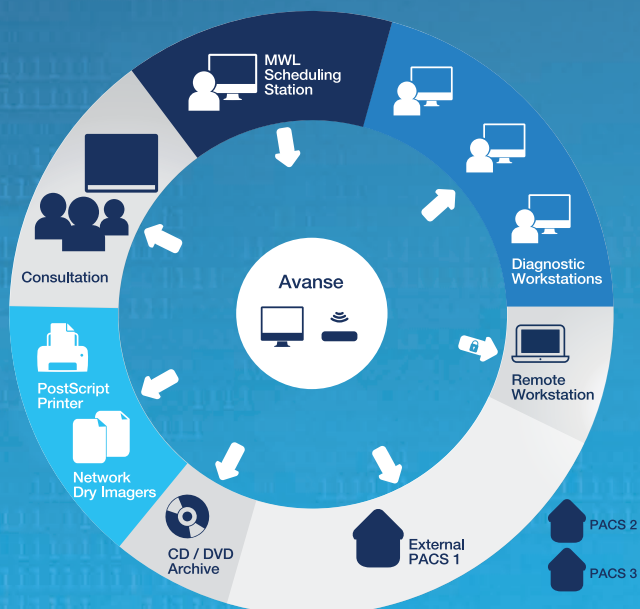 MWL
Scheduling
Station
Diagnostic
Workstations
Consultation
Avanse
Remote
Workstation
PostScript
Printer
Network
Dry Imagers
CD / DVD
Archive
External
PACS 1
PACS 2
PACS 3